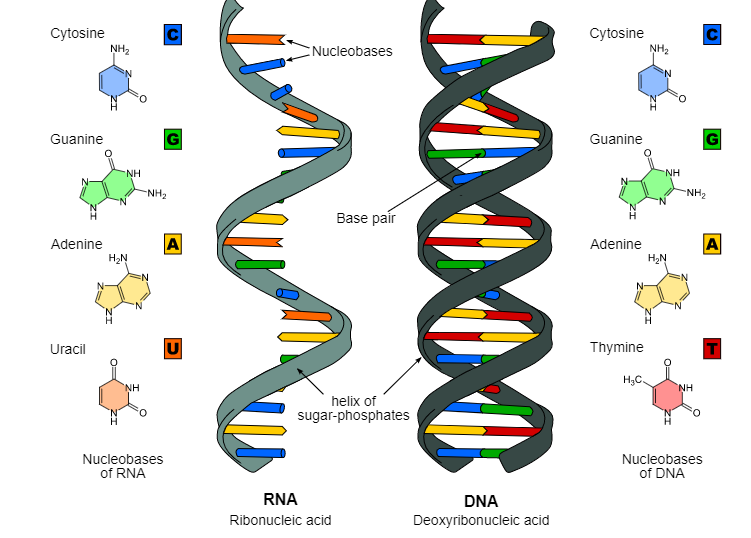 Cytosine
C
NH₂
N
N
H
O
Guanine
G
O
NH
N
N
H
N
NH₂
Adenine
A
H₂N
N
N
N
H
N
Uracil
U
O
NH
N
H
O
Nucleobases
of RNA
Nucleobases
Base pair
helix of
sugar-phosphates
RNA
Ribonucleic acid
DNA
Deoxyribonucleic acid
Cytosine
C
NH₂
N
N
H
O
Guanine
G
O
NH
N
N
H
N
NH₂
Adenine
A
H₂N
N
N
N
H
N
Thymine
T
O
H₃C
NH
N
H
O
Nucleobases
of DNA